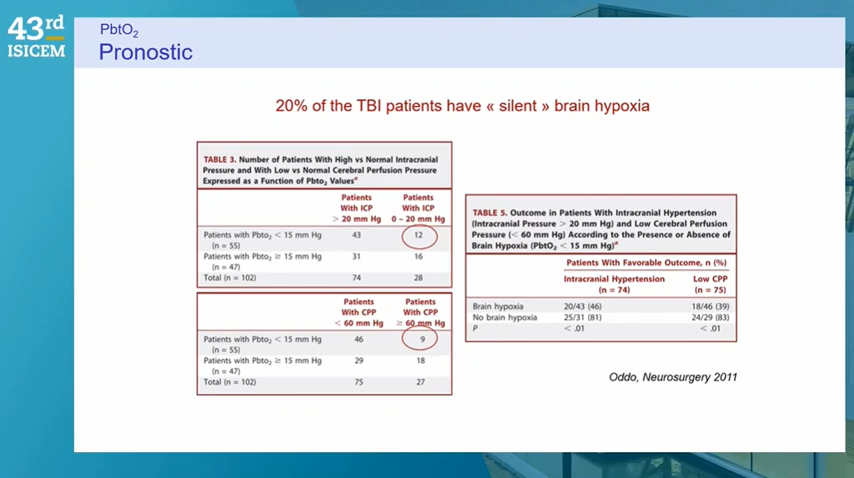 43rd
ISICEM
PbtO2
Pronostic
20% of the TBI patients have « silent » brain hypoxia
TABLE 3. Number of Patients With High vs Normal Intracranial
Pressure and With Low vs Normal Cerebral Perfusion Pressure
Expressed as a Function of Pbto2 Valuesa
Patients Patients
With ICP With ICP
> 20 mm Hg 0 – 20 mm Hg
Patients with Pbto2 < 15 mm Hg 43 12
(n = 55)
Patients with Pbto2 ≥ 15 mm Hg 31 16
(n = 47)
Total (n = 102) 74 28
Patients Patients
With CPP With CPP
< 60 mm Hg ≥ 60 mm Hg
Patients with Pbto2 < 15 mm Hg 46 9
(n = 55)
Patients with Pbto2 ≥ 15 mm Hg 29 18
(n = 47)
Total (n = 102) 75 27
TABLE 5. Outcome in Patients With Intracranial Hypertension
(Intracranial Pressure > 20 mm Hg) and Low Cerebral Perfusion
Pressure (< 60 mm Hg) According to the Presence or Absence of
Brain Hypoxia (PbtO2 < 15 mm Hg)a
Patients With Favorable Outcome, n (%)
Intracranial Hypertension Low CPP
(n = 74) (n = 75)
Brain hypoxia 20/43 (46) 18/46 (39)
No brain hypoxia 25/31 (81) 24/29 (83)
P < .01 < .01
Oddo, Neurosurgery 2011